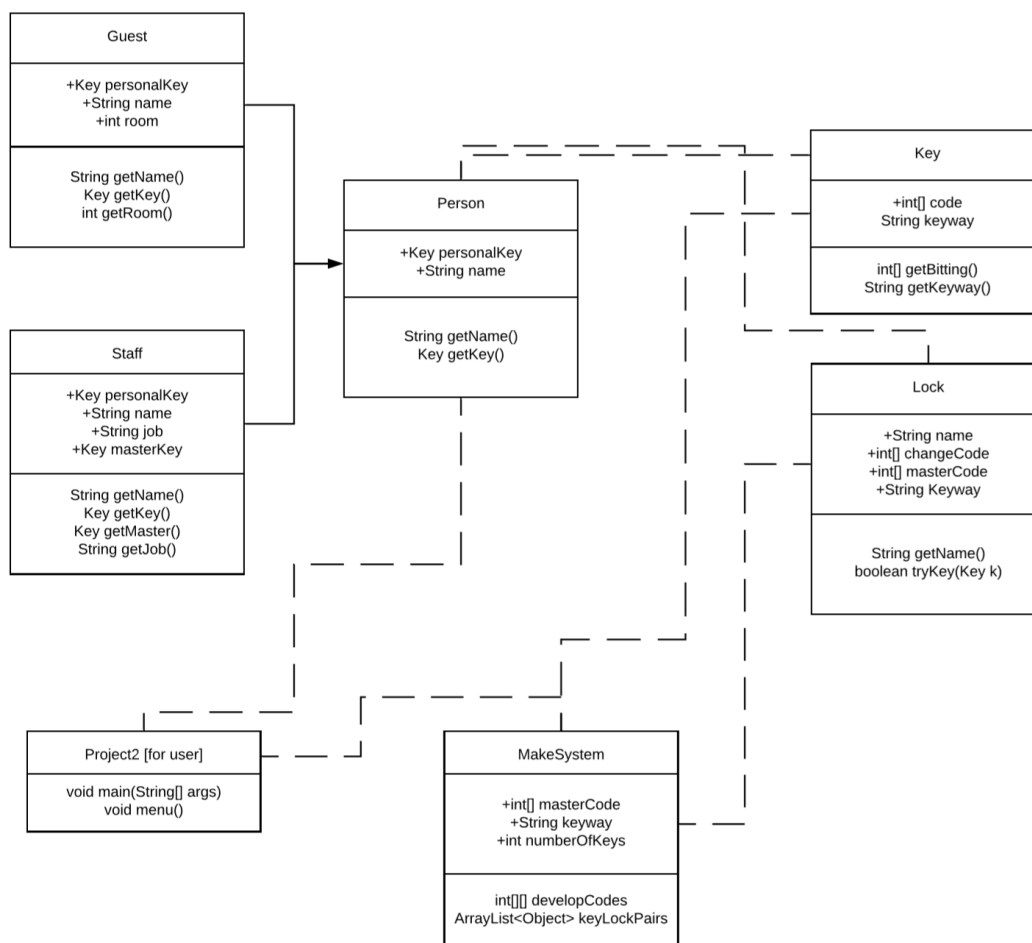 Guest
+Key personalKey
+String name
+int room
String getName()
Key getKey()
int getRoom()
Staff
+Key personalKey
+String name
+String job
+Key masterKey
String getName()
Key getKey()
Key getMaster()
String getJob()
Person
+Key personalKey
+String name
String getName()
Key getKey()
Key
+int[] code
String keyway
int[] getBitting()
String getKeyway()
Lock
+String name
+int[] changeCode
+int[] masterCode
+String Keyway
String getName()
boolean tryKey(Key k)
Project2 [for user]
void main(String[] args)
void menu()
MakeSystem
+int[] masterCode
+String keyway
+int numberOfKeys
int[][] developCodes
ArrayList<Object> keyLockPairs